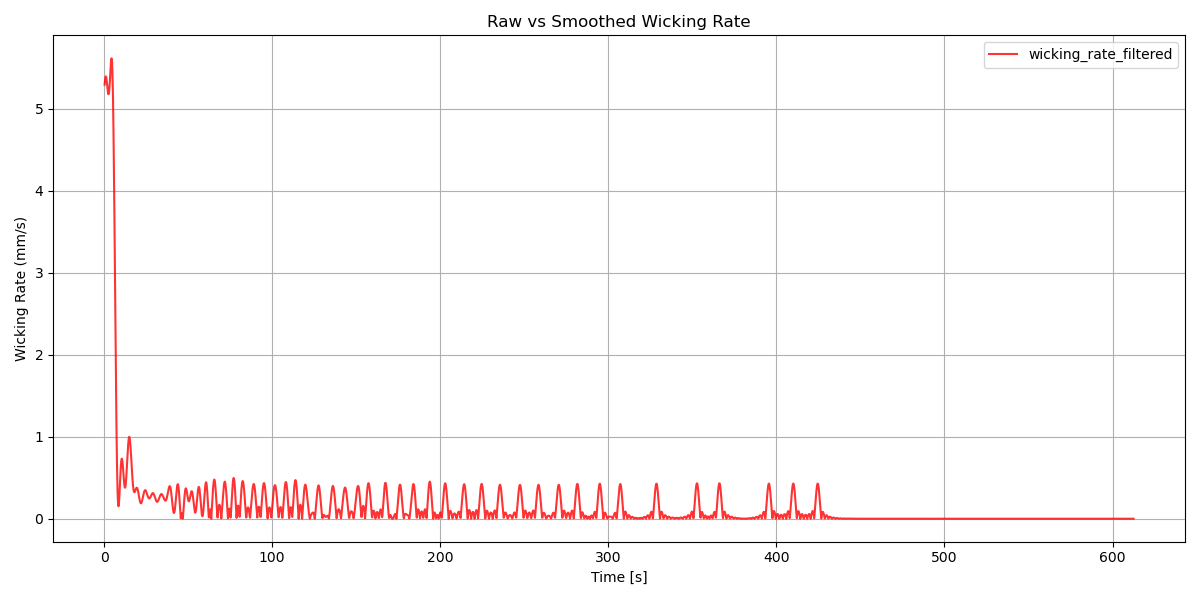 Raw vs Smoothed Wicking Rate
wicking_rate_filtered
Wicking Rate (mm/s)
5
4
3
2
1
0
0 100 200 300 400 500 600
Time [s]